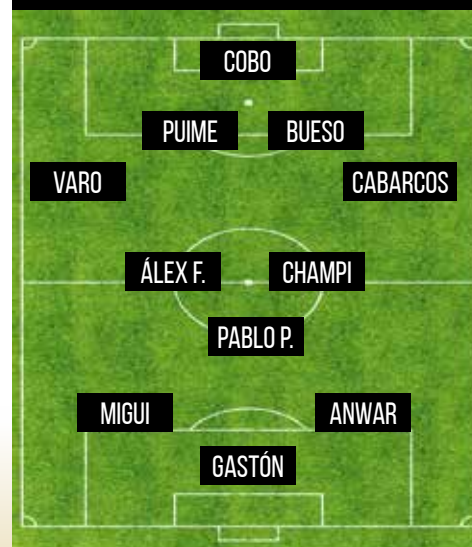 COBO
PUIME BUESO
VARO CABARCOS
ÁLEX F. CHAMPI
PABLO P.
MIGUI ANWAR
GASTÓN